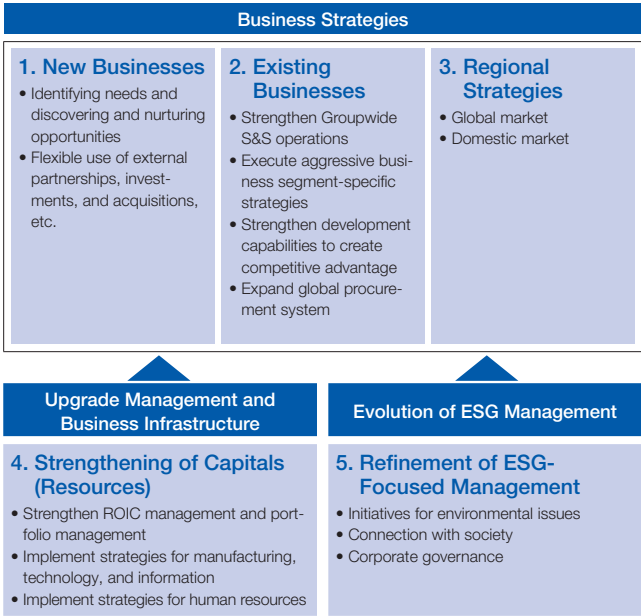 Business Strategies
1. New Businesses
• Identifying needs and
discovering and nurturing
opportunities
• Flexible use of external
partnerships, invest-
ments, and acquisitions,
etc.
2. Existing
Businesses
• Strengthen Groupwide
S&S operations
• Execute aggressive busi-
ness segment-specific
strategies
• Strengthen development
capabilities to create
competitive advantage
• Expand global procure-
ment system
3. Regional
Strategies
• Global market
• Domestic market
Upgrade Management and
Business Infrastructure
4. Strengthening of Capitals
(Resources)
• Strengthen ROIC management and port-
folio management
• Implement strategies for manufacturing,
technology, and information
• Implement strategies for human resources
Evolution of ESG Management
5. Refinement of ESG-
Focused Management
• Initiatives for environmental issues
• Connection with society
• Corporate governance